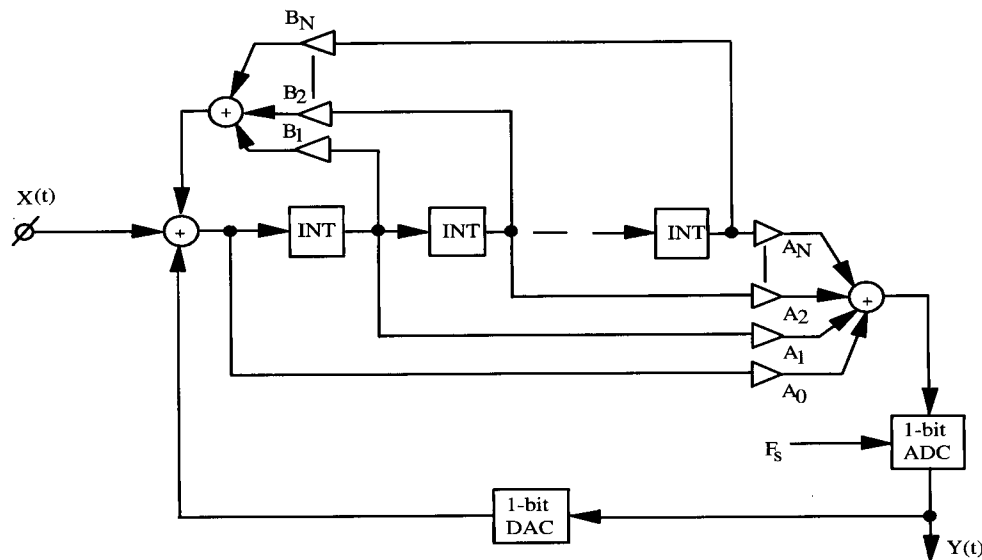 B_N
B_2
B_1
X(t)
+
+
INT
INT
INT
A_N
+
A_2
A_1
A_0
F_s
1-bit
ADC
1-bit
DAC
Y(t)